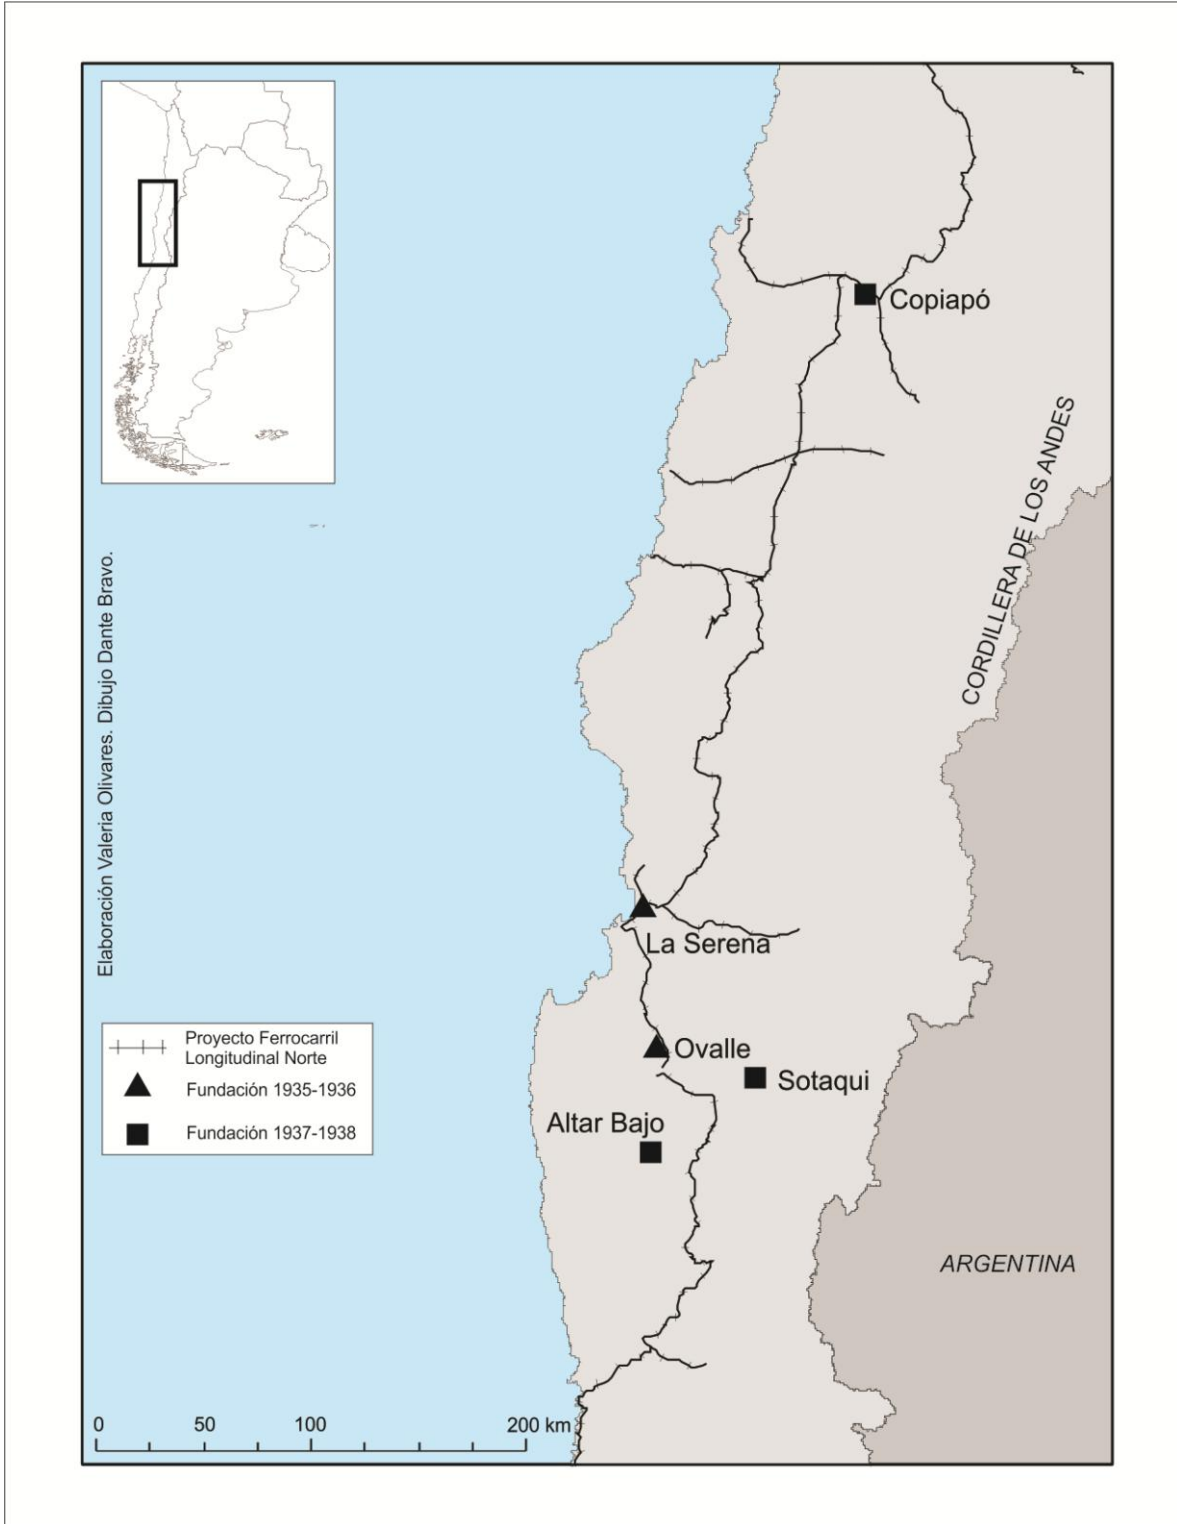 Copiapó
CORDILLERA DE LOS ANDES
Elaboración Valeria Olivares. Dibujo Dante Bravo.
La Serena
Ovalle
Sotaqui
Altar Bajo
ARGENTINA
Proyecto Ferrocarril
Longitudinal Norte
Fundación 1935-1936
Fundación 1937-1938
0 50 100 200 km